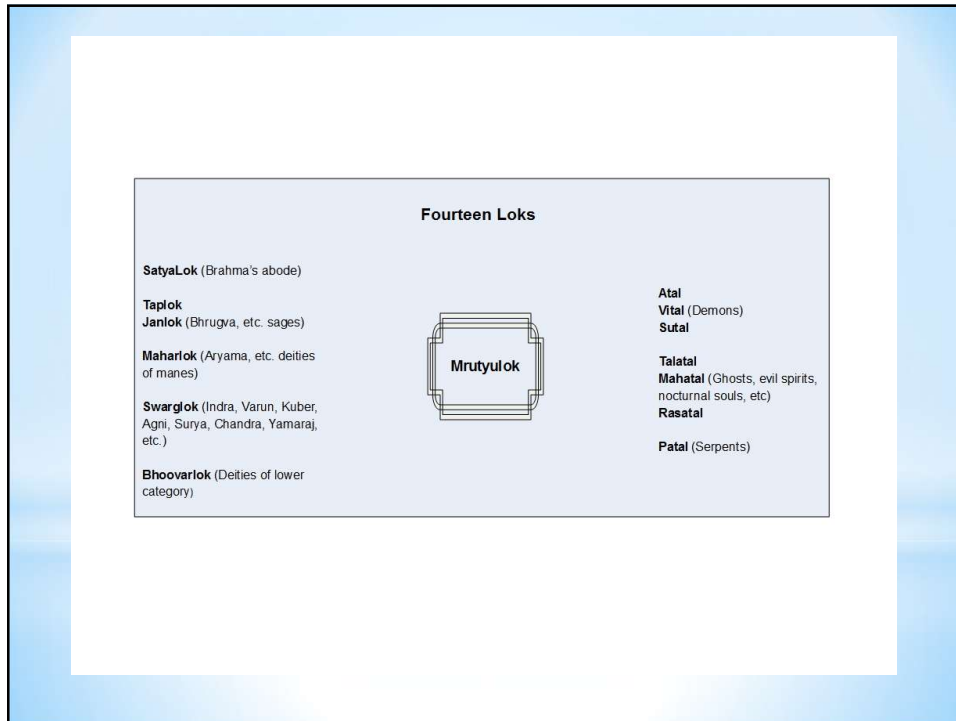 Fourteen Loks
SatyaLok (Brahma's abode)
Taplok
Janlok (Bhrugva, etc. sages)
Maharlok (Aryama, etc. deities
of manes)
Swarglok (Indra, Varun, Kuber,
Agni, Surya, Chandra, Yamaraj,
etc.)
Bhoovarlok (Deities of lower
category)
Mrutyulok
Atal
Vital (Demons)
Sutal
Talatal
Mahatal (Ghosts, evil spirits,
nocturnal souls, etc)
Rasatal
Patal (Serpents)